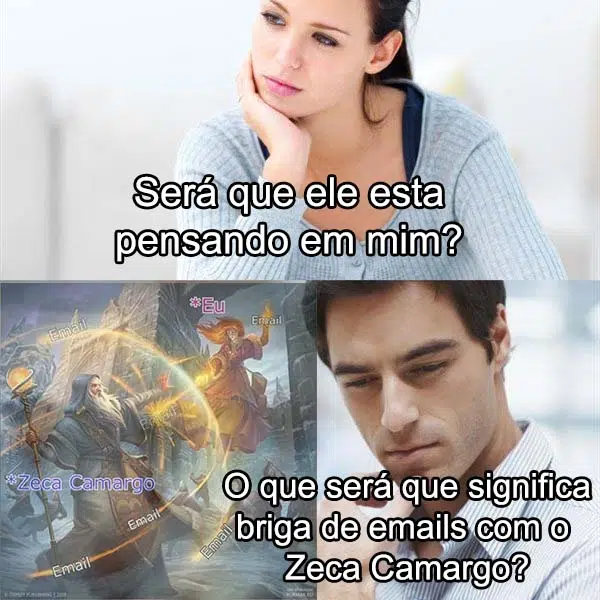 Será que ele esta
pensando em mim?
*Eu
Email
Email
Email
*Zeca Camargo
Email
Email
Email
O que será que significa
briga de emails com o
Zeca Camargo?